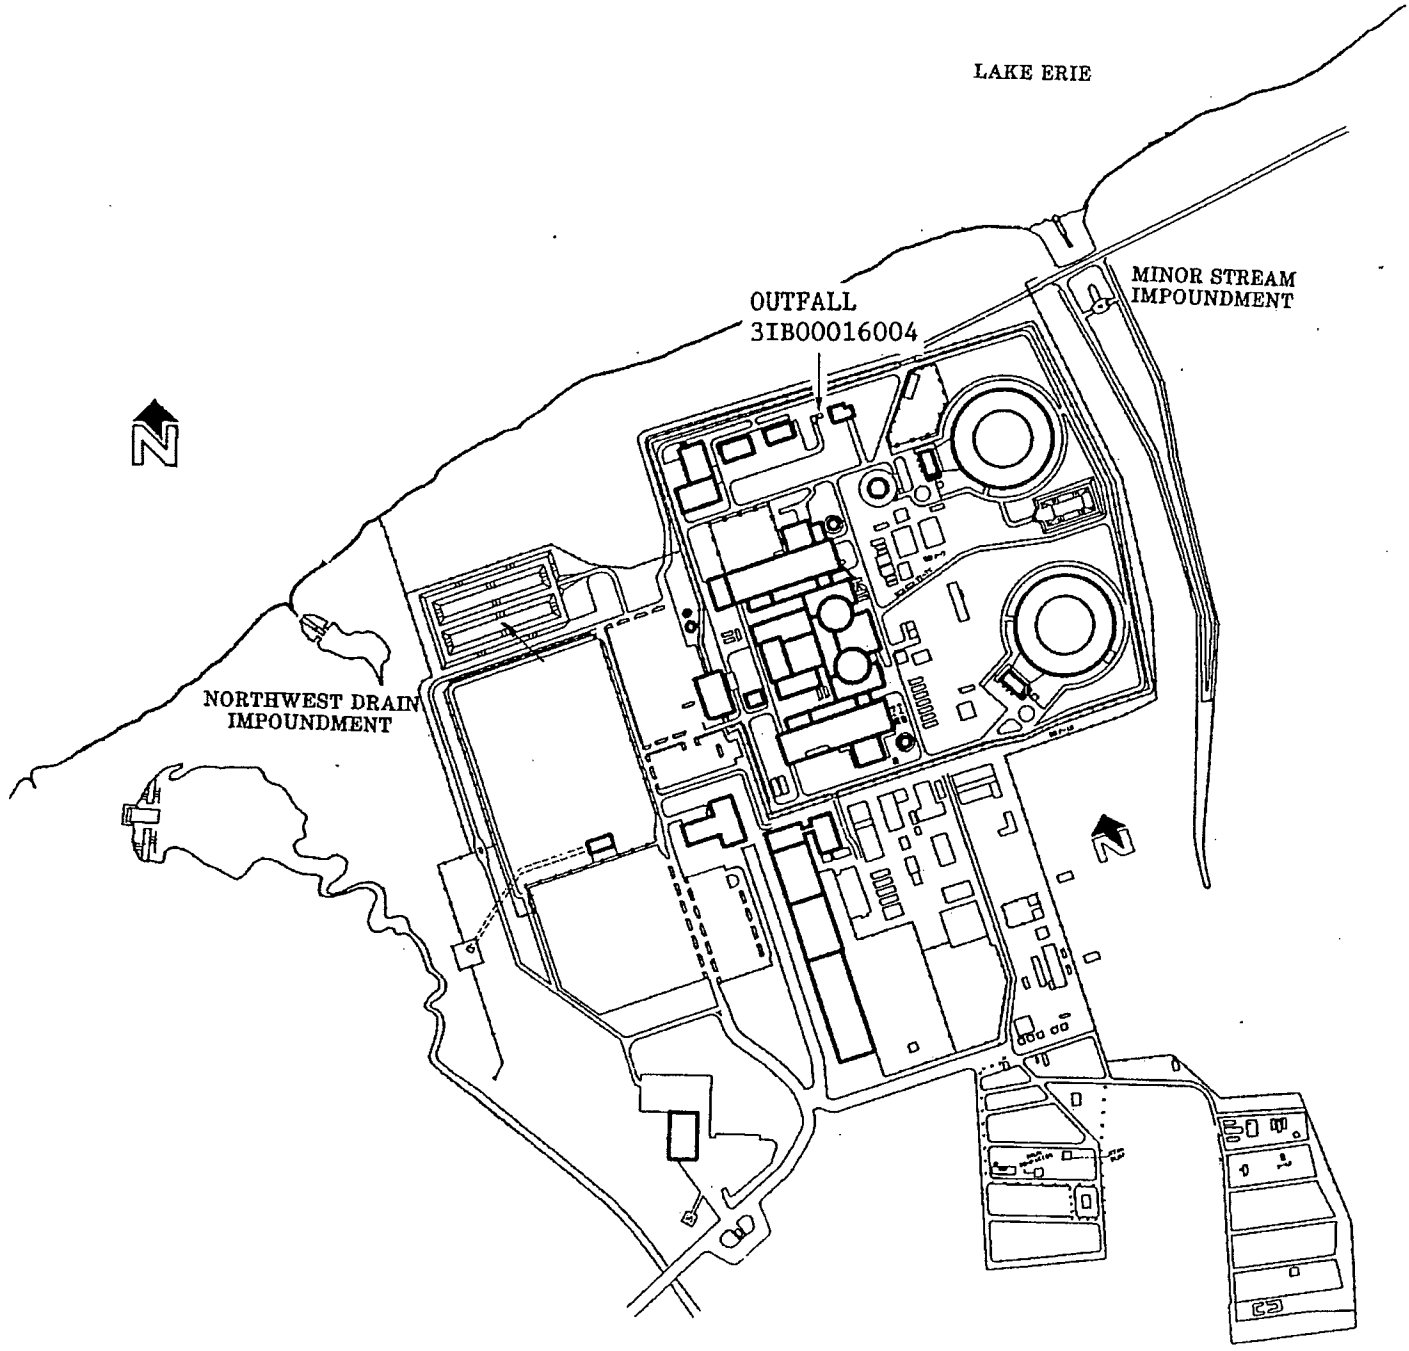 LAKE ERIE
MINOR STREAM
IMPOUNDMENT
OUTFALL
3IB00016004
N
NORTHWEST DRAIN
IMPOUNDMENT
N